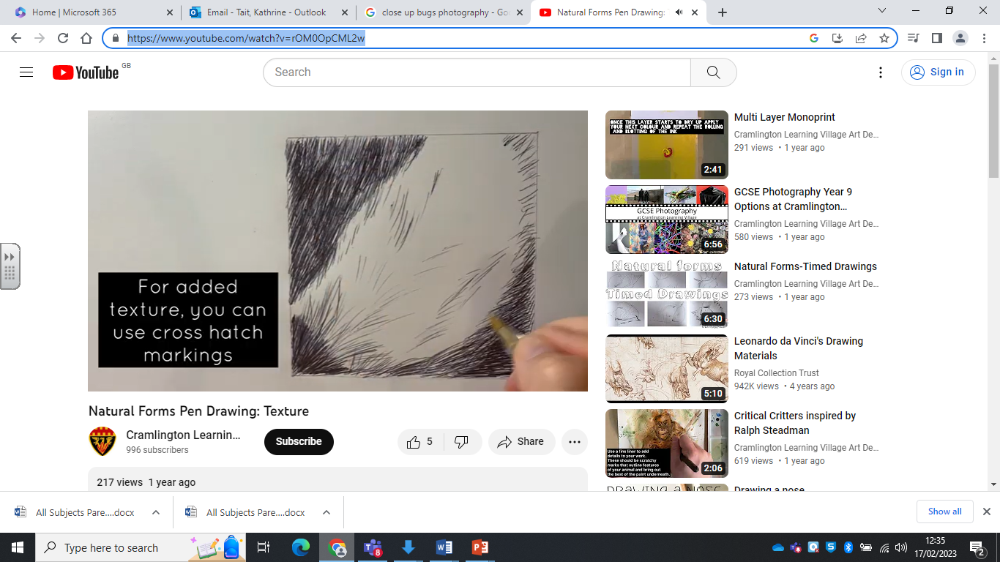 Home | Microsoft 365
Email - Tait, Kathrine - Outlook
close up bugs photography - Goo
Natural Forms Pen Drawing:
https://www.youtube.com/watch?v=rOM0OpCML2w
YouTube GB
Search
Sign in
For added
texture, you can
use cross hatch
markings
Natural Forms Pen Drawing: Texture
Cramlington Learnin...
996 subscribers
Subscribe
5
Share
217 views 1 year ago
ONCE THIS LAYER STARTS TO DRY UP APPLY
YOUR NEXT COLOUR AND REPEAT THE ROLLING
AND BLOTTING OF THE INK
2:41
Multi Layer Monoprint
Cramlington Learning Village Art De...
291 views • 1 year ago
GCSE Photography
at Cramlington Learning Village
6:56
GCSE Photography Year 9
Options at Cramlington...
Cramlington Learning Village Art De...
580 views • 1 year ago
Natural forms
Timed Drawings
6:30
Natural Forms-Timed Drawings
Cramlington Learning Village Art De...
273 views • 1 year ago
5:10
Leonardo da Vinci's Drawing
Materials
Royal Collection Trust
942K views • 4 years ago
Use a fine liner to add
details to your work.
These should be scratchy
marks that outline features
of your animal and bring out
the best of the paint underneath.
2:06
Critical Critters inspired by
Ralph Steadman
Cramlington Learning Village Art De...
619 views • 1 year ago
DRAWING A NOSE
Drawing a nose
All Subjects Pare....docx
All Subjects Pare....docx
Show all
Type here to search
8
12:35
17/02/2023
2